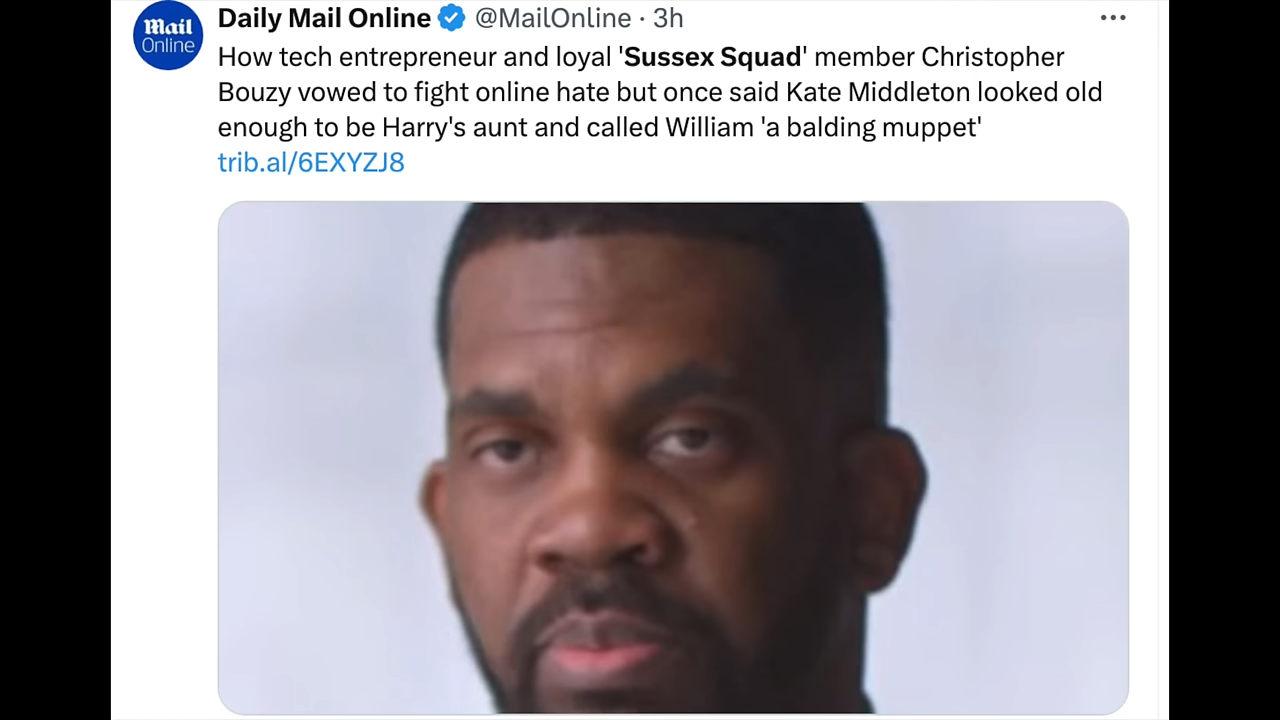 Mail
Online
Daily Mail Online @MailOnline · 3h
How tech entrepreneur and loyal 'Sussex Squad' member Christopher
Bouzy vowed to fight online hate but once said Kate Middleton looked old
enough to be Harry's aunt and called William 'a balding muppet'
trib.al/6EXYZJ8